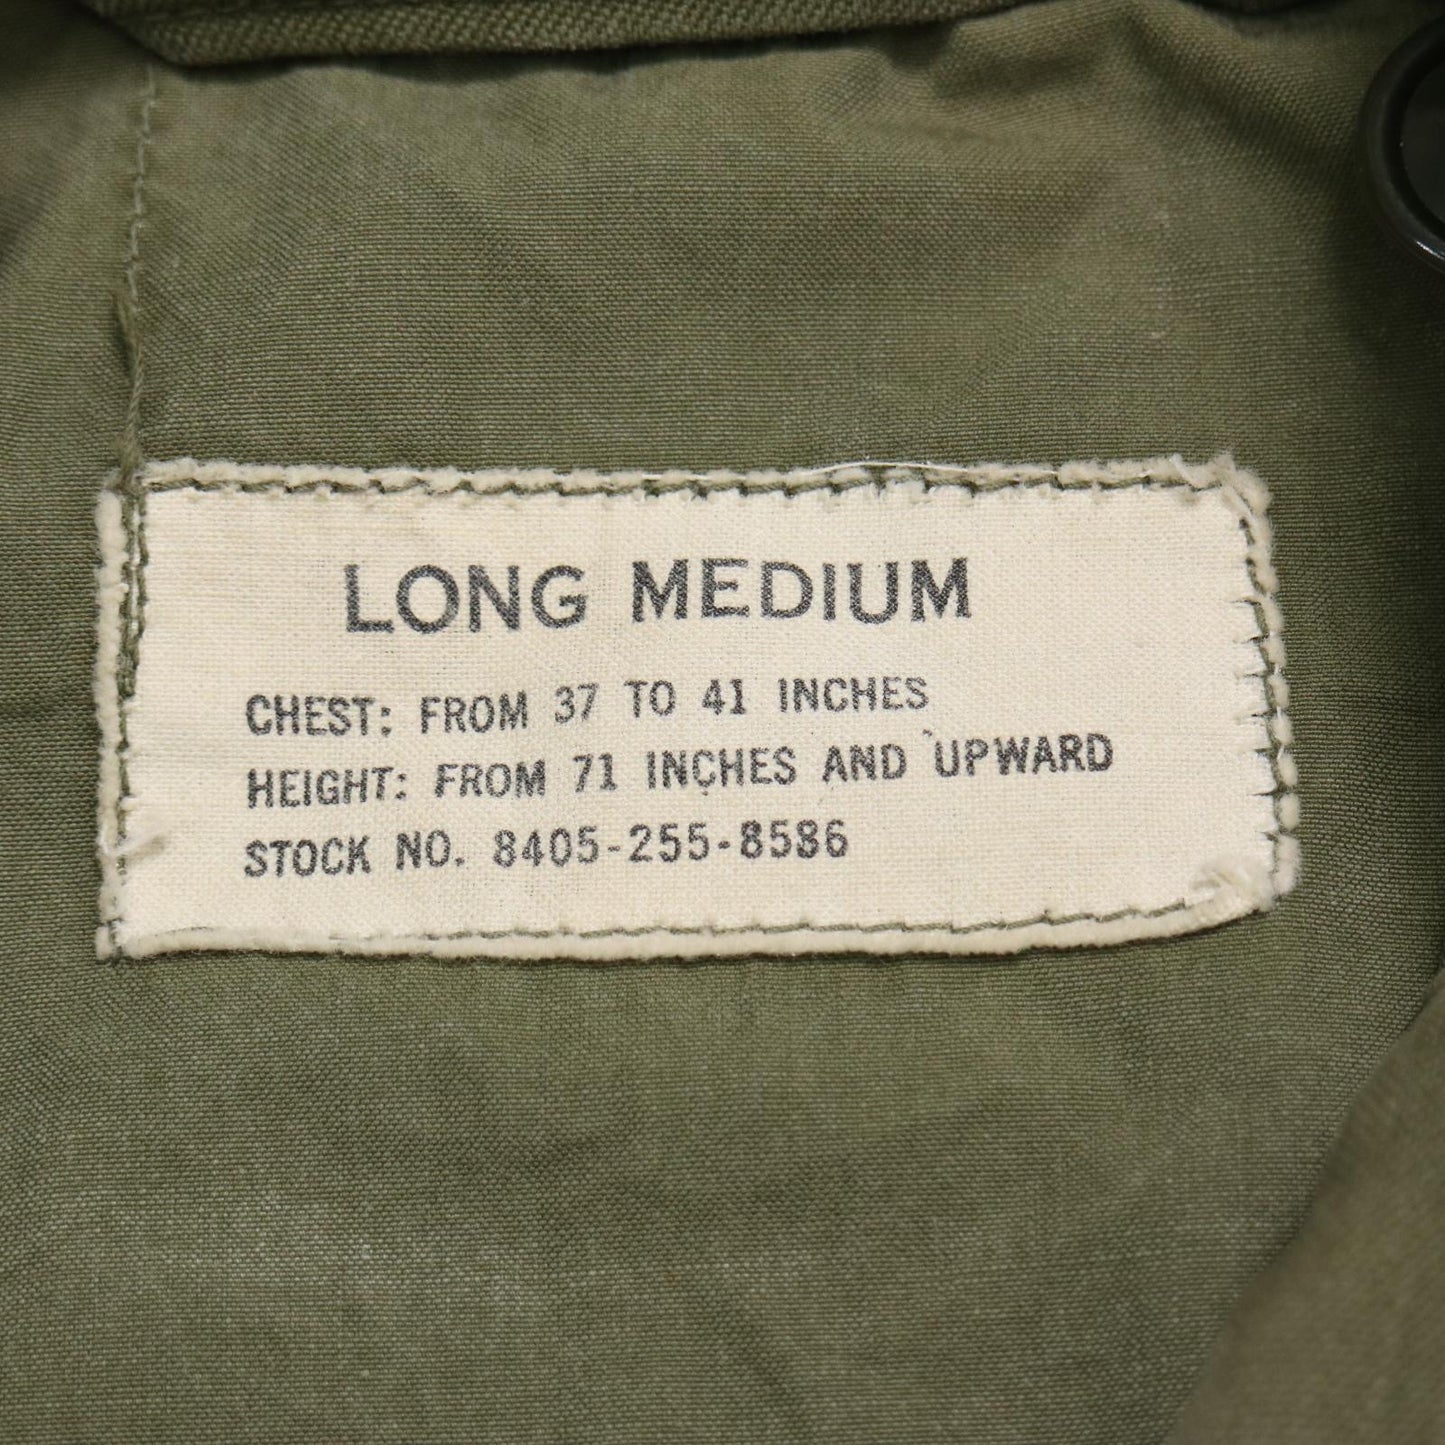 LONG MEDIUM
CHEST: FROM 37 TO 41 INCHES
HEIGHT: FROM 71 INCHES AND UPWARD
STOCK NO. 8405-255-8586